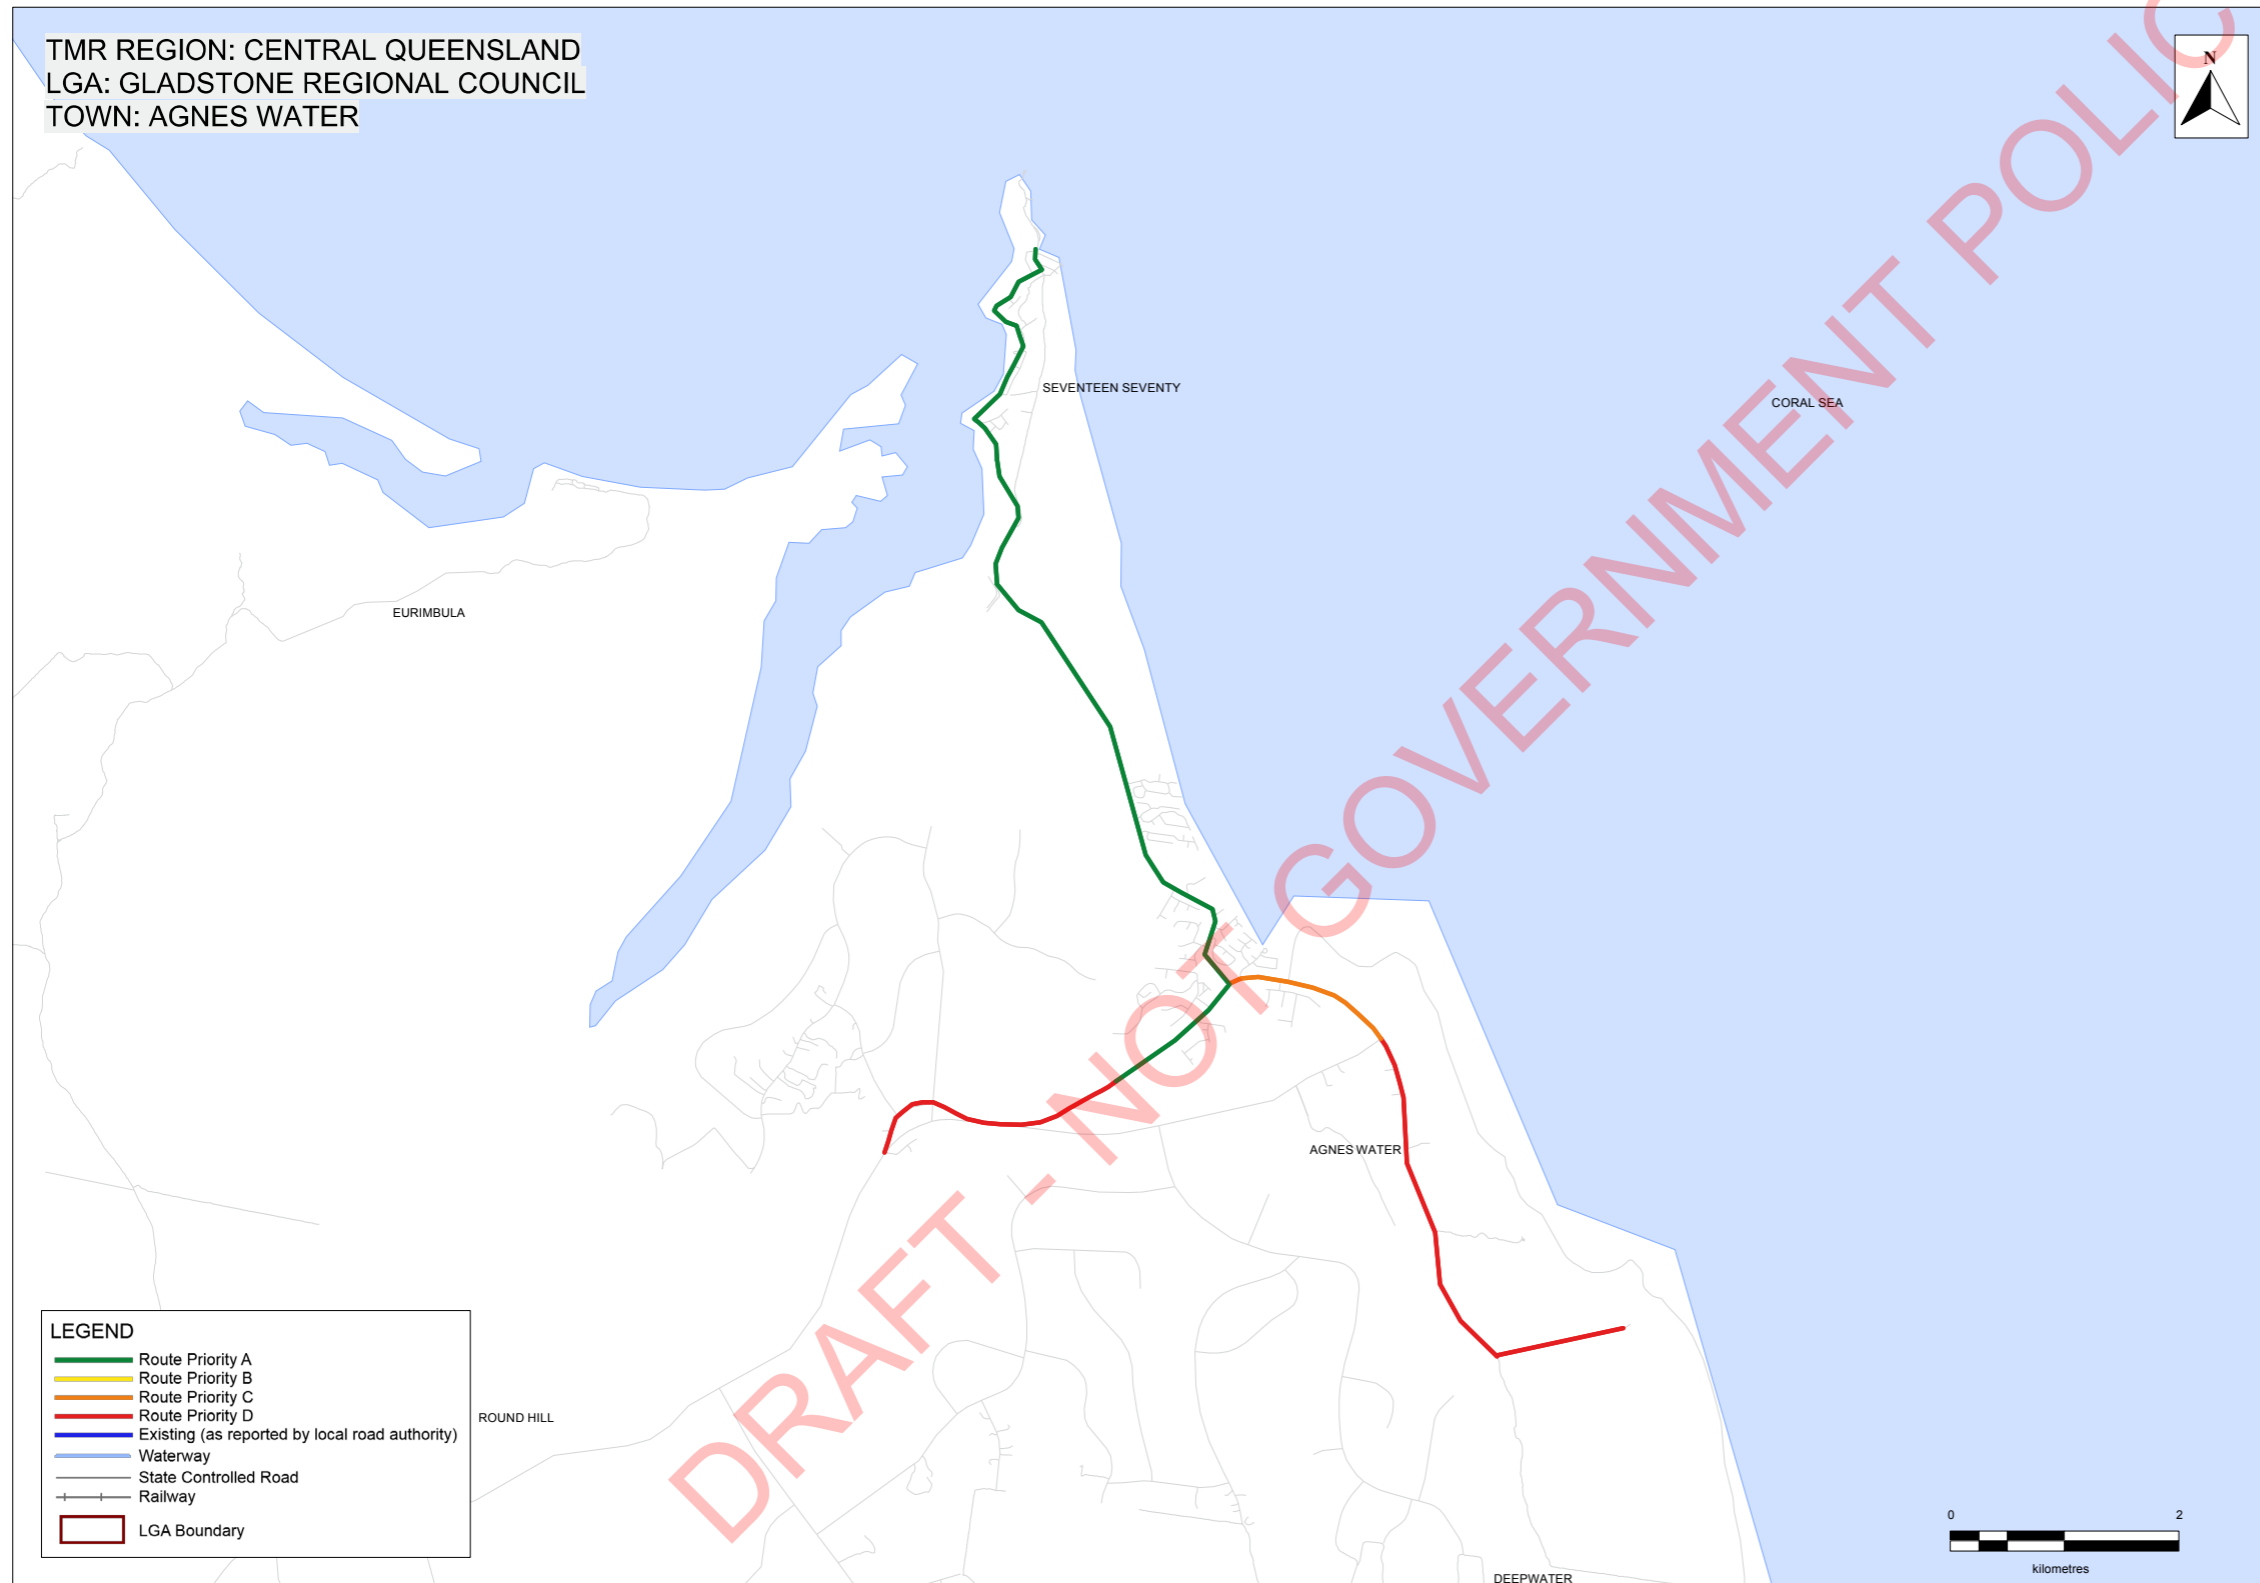 TMR REGION: CENTRAL QUEENSLAND
LGA: GLADSTONE REGIONAL COUNCIL
TOWN: AGNES WATER
N
SEVENTEEN SEVENTY
CORAL SEA
EURIMBULA
AGNES WATER
ROUND HILL
DEEPWATER
DRAFT - NOT GOVERNMENT POLIC
LEGEND
Route Priority A
Route Priority B
Route Priority C
Route Priority D
Existing (as reported by local road authority)
Waterway
State Controlled Road
Railway
LGA Boundary
0 2
kilometres